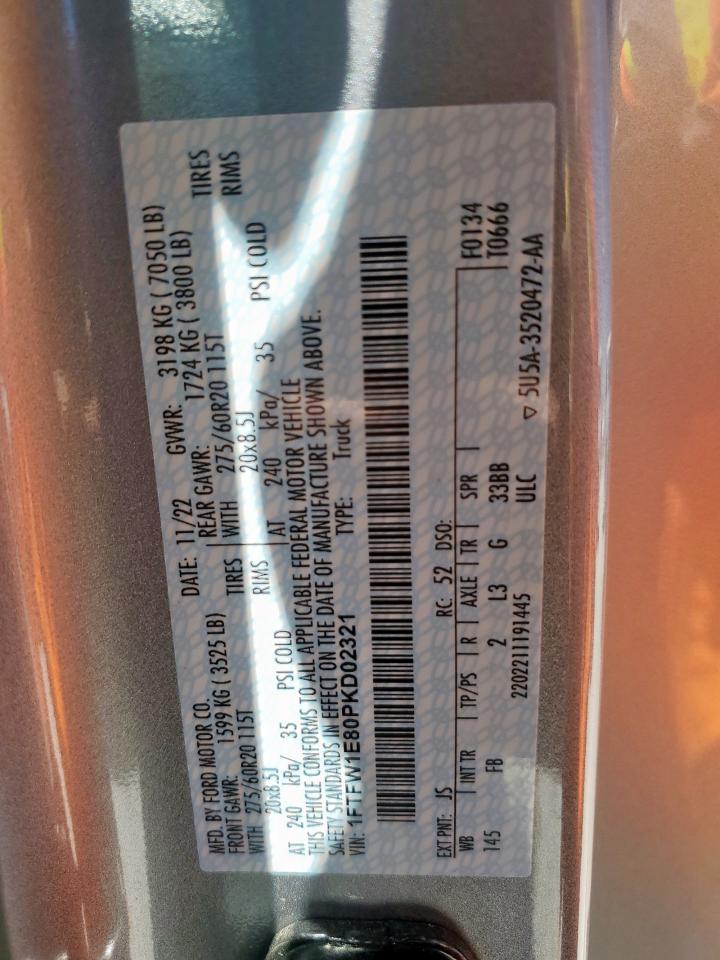 MFD. BY FORD MOTOR CO. DATE: 11/22 GVWR: 3198 KG ( 7050 LB)
FRONT GAWR: 1599 KG ( 3525 LB) REAR GAWR: 1724 KG ( 3800 LB)
WITH 275/60R20 115T TIRES WITH 275/60R20 115T TIRES
20x8.5J RIMS 20x8.5J RIMS
AT 240 kPa/ 35 PSI COLD AT 240 kPa/ 35 PSI COLD
THIS VEHICLE CONFORMS TO ALL APPLICABLE FEDERAL MOTOR VEHICLE
SAFETY STANDARDS IN EFFECT ON THE DATE OF MANUFACTURE SHOWN ABOVE.
VIN: 1FTFW1E80PKD02321 TYPE: Truck
EXT PNT: JS RC: 52 DSO: F0134
WB INT TR TP/PS R AXLE TR SPR T0666
145 FB 2 L3 G 33BB
2202211191445 ULC
▽ 5U5A-3520472-AA